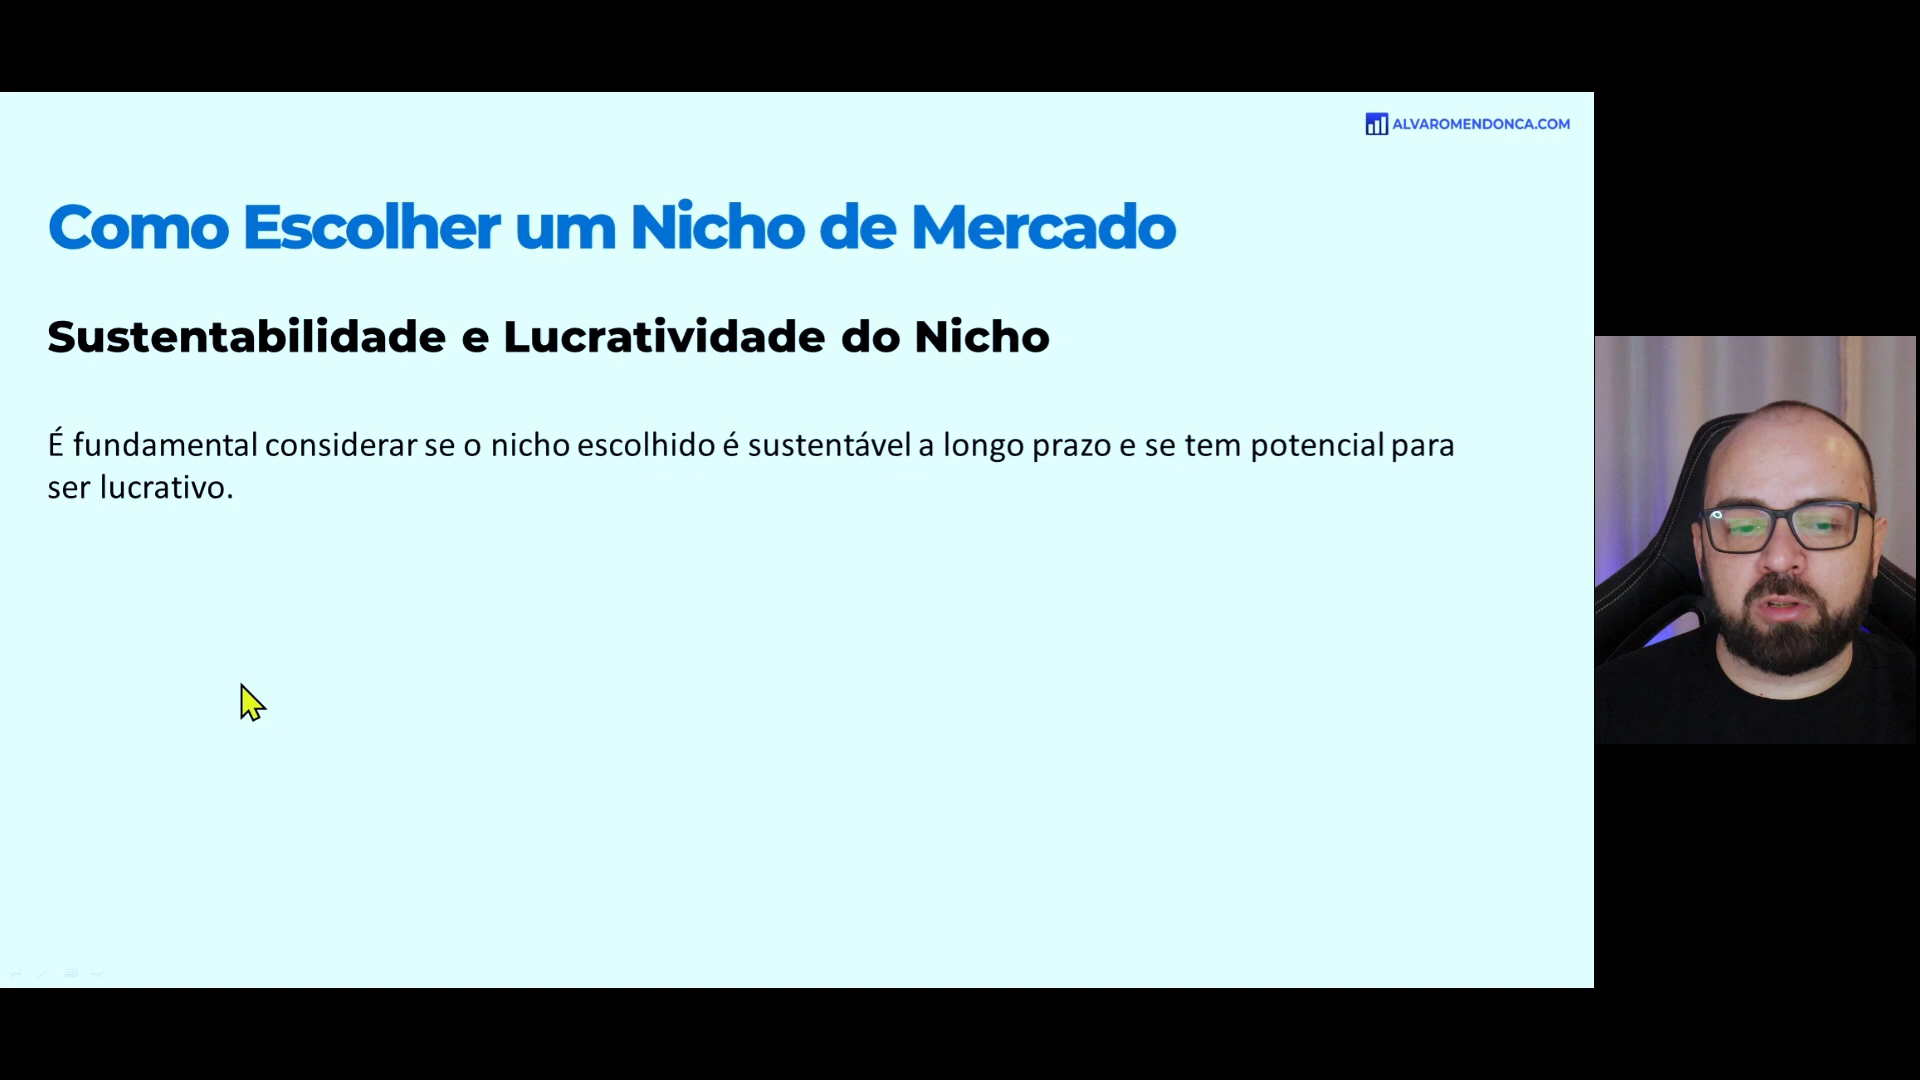 ALVAROMENDONCA.COM
Como Escolher um Nicho de Mercado
Sustentabilidade e Lucratividade do Nicho
É fundamental considerar se o nicho escolhido é sustentável a longo prazo e se tem potencial para
ser lucrativo.